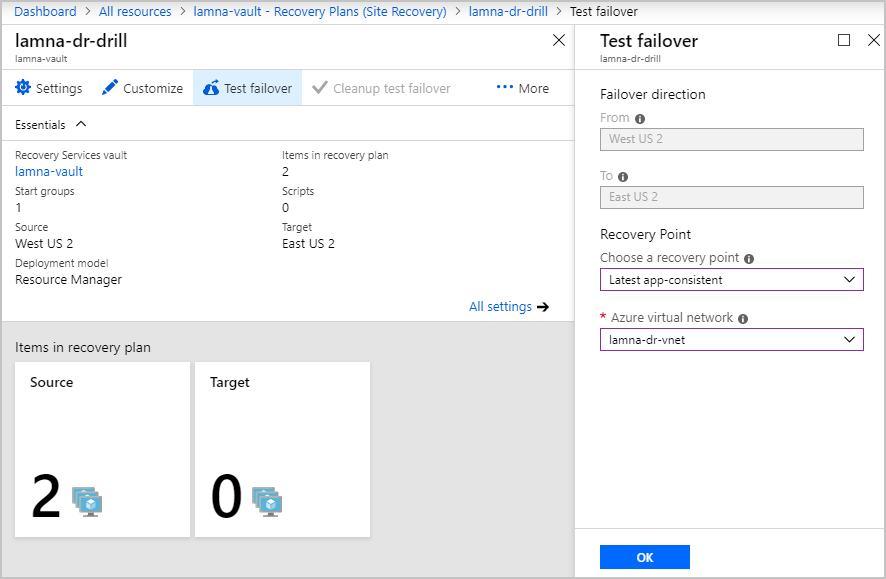 Dashboard > All resources > lamna-vault - Recovery Plans (Site Recovery) > lamna-dr-drill > Test failover
lamna-dr-drill
lamna-vault
Settings Customize Test failover Cleanup test failover ••• More
Essentials
Recovery Services vault
lamna-vault
Start groups
1
Source
West US 2
Deployment model
Resource Manager
Items in recovery plan
2
Scripts
0
Target
East US 2
All settings
Items in recovery plan
Source
2
Target
0
Test failover
lamna-dr-drill
Failover direction
From
West US 2
To
East US 2
Recovery Point
Choose a recovery point
Latest app-consistent
* Azure virtual network
lamna-dr-vnet
OK